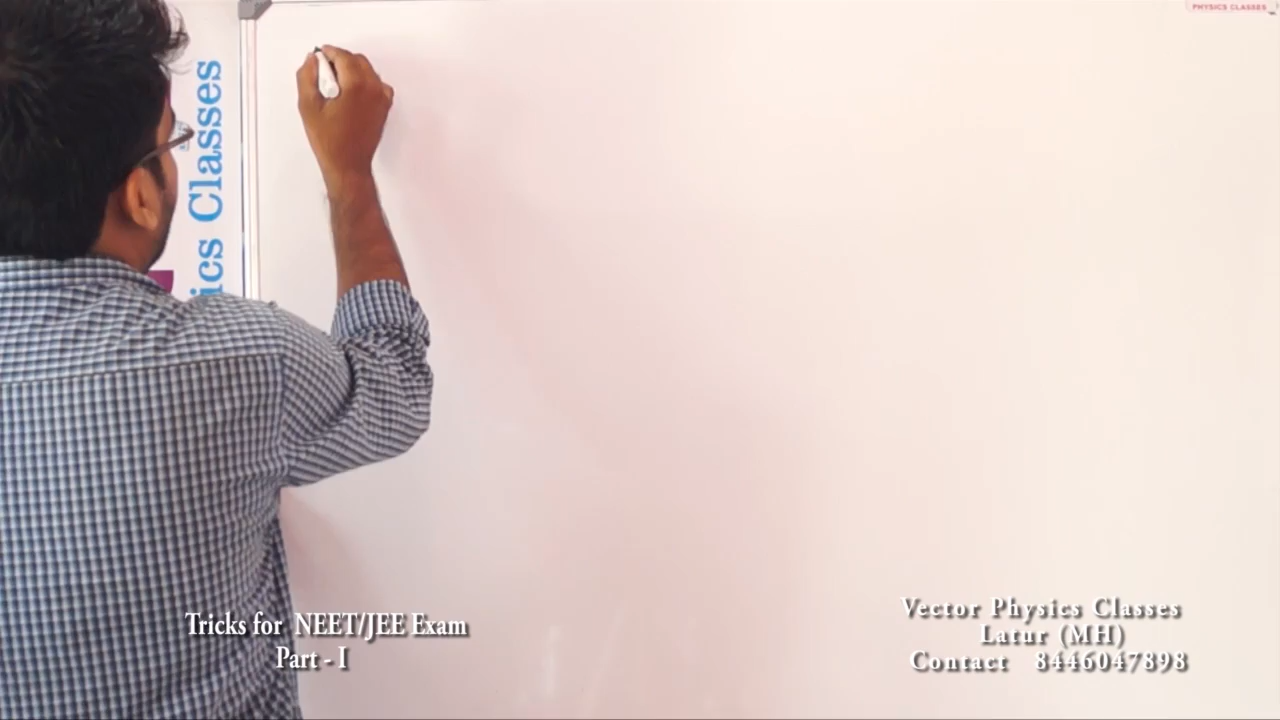 PHYSICS CLASSES
ics Classes
Tricks for NEET/JEE Exam
Part - I
Vector Physics Classes
Latur (MH)
Contact 8446047898